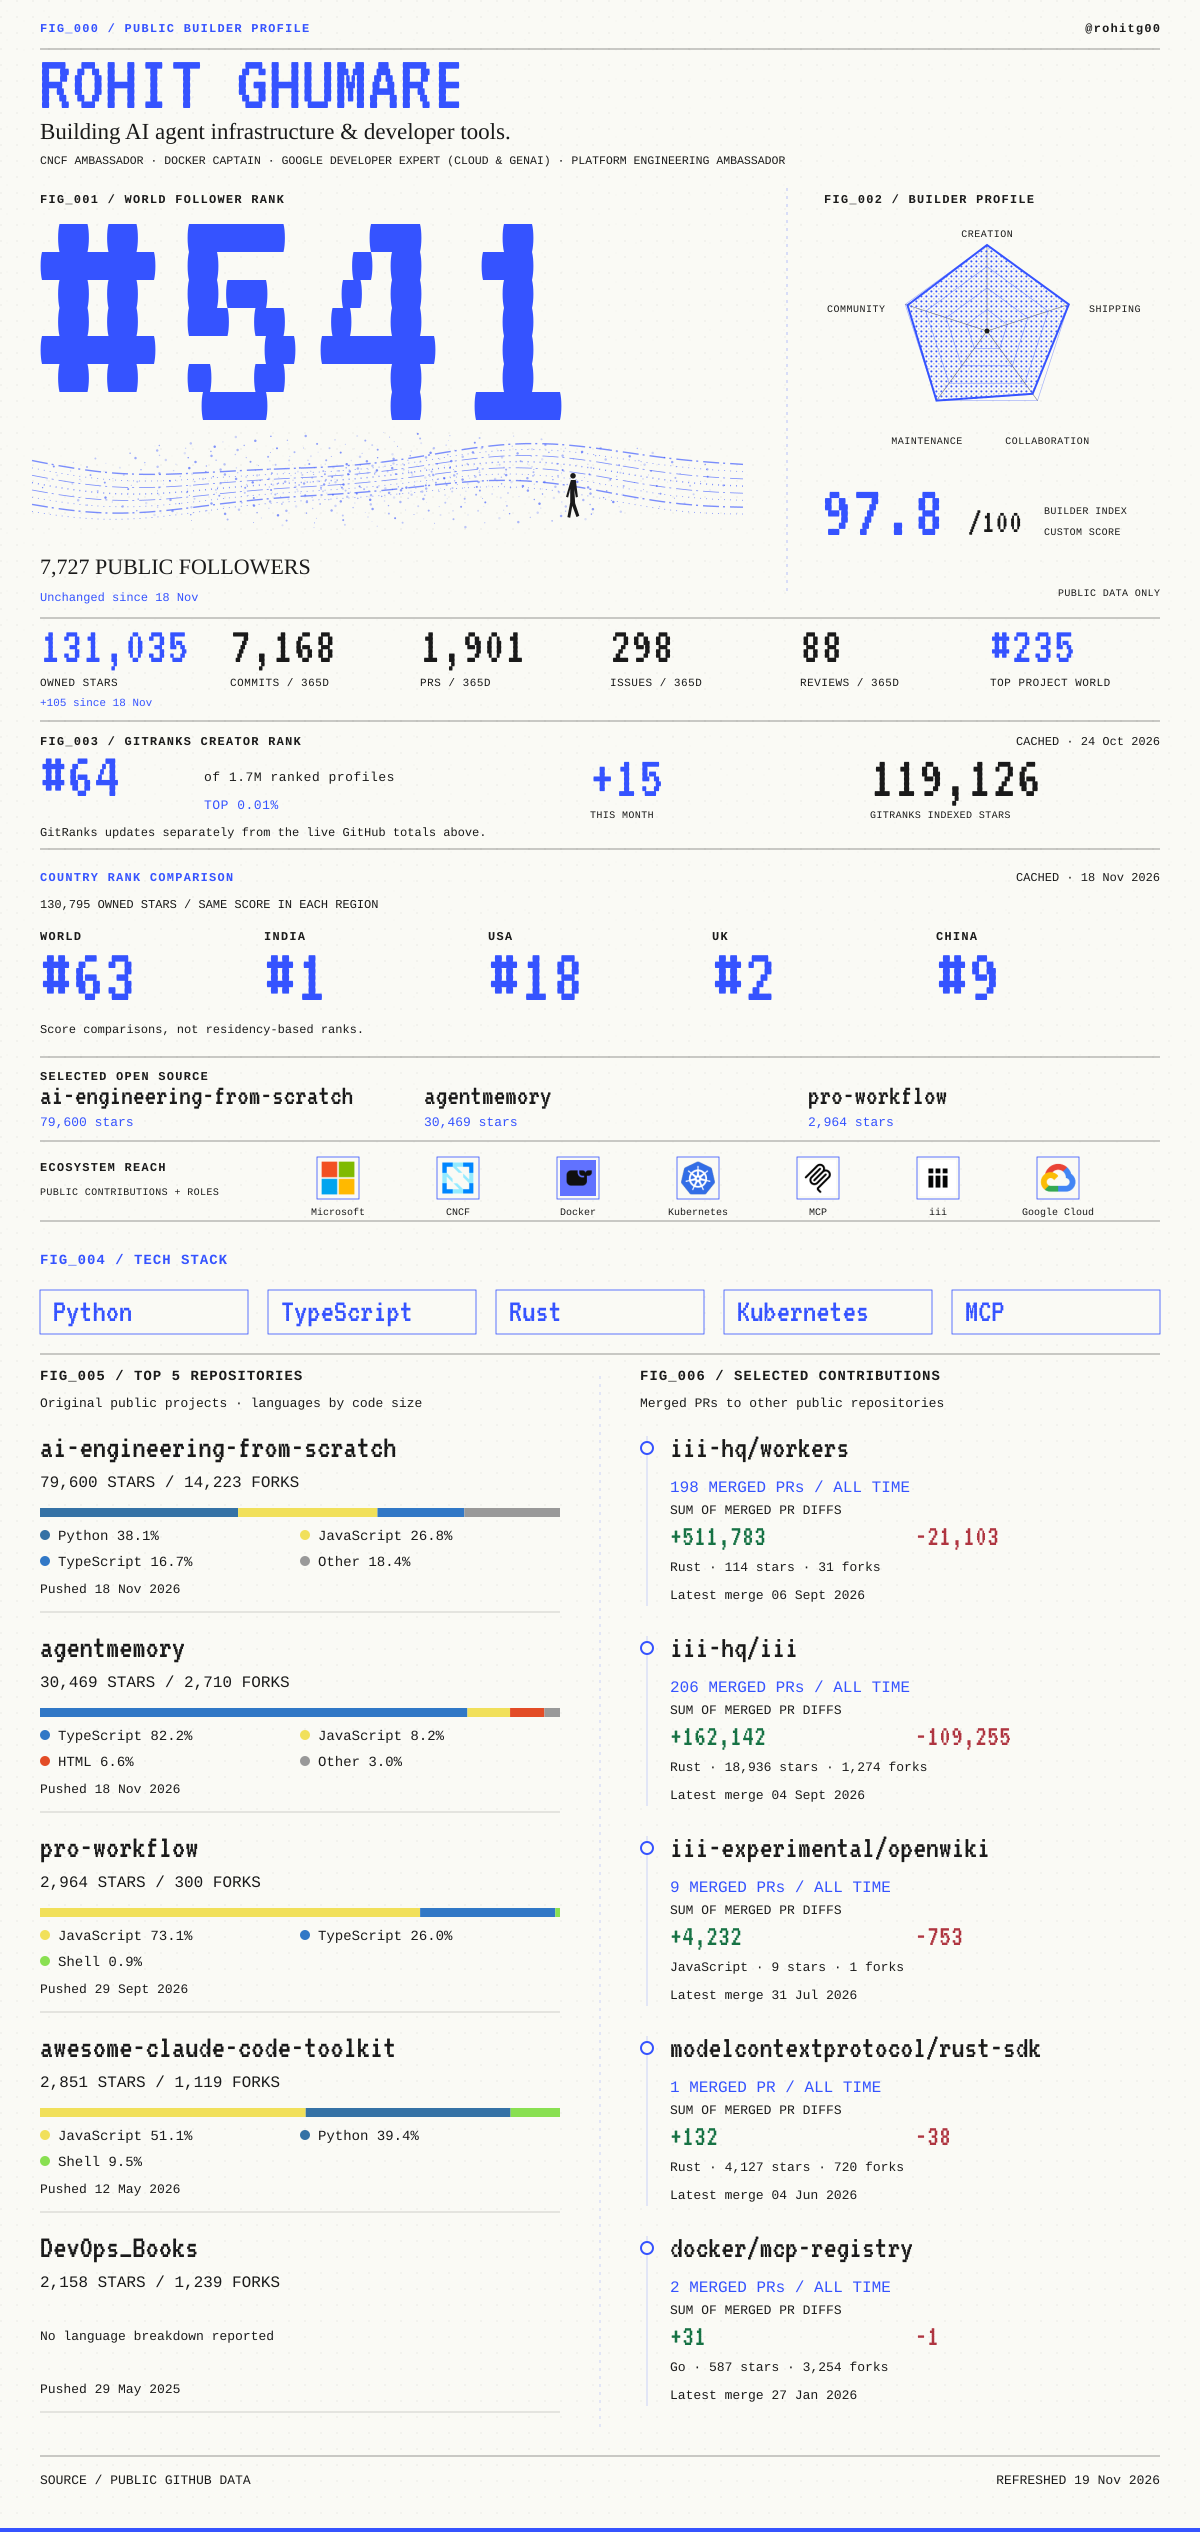 FIG_000 / PUBLIC BUILDER PROFILE
@rohitg00
ROHIT GHUMARE
Building AI agent infrastructure & developer tools.
CNCF AMBASSADOR · DOCKER CAPTAIN · GOOGLE DEVELOPER EXPERT (CLOUD & GENAI) · PLATFORM ENGINEERING AMBASSADOR
FIG_001 / WORLD FOLLOWER RANK
#541
7,727 PUBLIC FOLLOWERS
Unchanged since 18 Nov
FIG_002 / BUILDER PROFILE
CREATION
COMMUNITY
SHIPPING
MAINTENANCE
COLLABORATION
97.8 /100
BUILDER INDEX
CUSTOM SCORE
PUBLIC DATA ONLY
131,035
OWNED STARS
+105 since 18 Nov
7,168
COMMITS / 365D
1,901
PRS / 365D
298
ISSUES / 365D
88
REVIEWS / 365D
#235
TOP PROJECT WORLD
FIG_003 / GITRANKS CREATOR RANK
CACHED · 24 Oct 2026
#64
of 1.7M ranked profiles
TOP 0.01%
+15
THIS MONTH
119,126
GITRANKS INDEXED STARS
GitRanks updates separately from the live GitHub totals above.
COUNTRY RANK COMPARISON
CACHED · 18 Nov 2026
130,795 OWNED STARS / SAME SCORE IN EACH REGION
WORLD
#63
INDIA
#1
USA
#18
UK
#2
CHINA
#9
Score comparisons, not residency-based ranks.
SELECTED OPEN SOURCE
ai-engineering-from-scratch
79,600 stars
agentmemory
30,469 stars
pro-workflow
2,964 stars
ECOSYSTEM REACH
PUBLIC CONTRIBUTIONS + ROLES
Microsoft
CNCF
Docker
Kubernetes
MCP
iii
Google Cloud
FIG_004 / TECH STACK
Python
TypeScript
Rust
Kubernetes
MCP
FIG_005 / TOP 5 REPOSITORIES
Original public projects · languages by code size
ai-engineering-from-scratch
79,600 STARS / 14,223 FORKS
Python 38.1%
JavaScript 26.8%
TypeScript 16.7%
Other 18.4%
Pushed 18 Nov 2026
agentmemory
30,469 STARS / 2,710 FORKS
TypeScript 82.2%
JavaScript 8.2%
HTML 6.6%
Other 3.0%
Pushed 18 Nov 2026
pro-workflow
2,964 STARS / 300 FORKS
JavaScript 73.1%
TypeScript 26.0%
Shell 0.9%
Pushed 29 Sept 2026
awesome-claude-code-toolkit
2,851 STARS / 1,119 FORKS
JavaScript 51.1%
Python 39.4%
Shell 9.5%
Pushed 12 May 2026
DevOps_Books
2,158 STARS / 1,239 FORKS
No language breakdown reported
Pushed 29 May 2025
FIG_006 / SELECTED CONTRIBUTIONS
Merged PRs to other public repositories
iii-hq/workers
198 MERGED PRs / ALL TIME
SUM OF MERGED PR DIFFS
+511,783
-21,103
Rust · 114 stars · 31 forks
Latest merge 06 Sept 2026
iii-hq/iii
206 MERGED PRs / ALL TIME
SUM OF MERGED PR DIFFS
+162,142
-109,255
Rust · 18,936 stars · 1,274 forks
Latest merge 04 Sept 2026
iii-experimental/openwiki
9 MERGED PRs / ALL TIME
SUM OF MERGED PR DIFFS
+4,232
-753
JavaScript · 9 stars · 1 forks
Latest merge 31 Jul 2026
modelcontextprotocol/rust-sdk
1 MERGED PR / ALL TIME
SUM OF MERGED PR DIFFS
+132
-38
Rust · 4,127 stars · 720 forks
Latest merge 04 Jun 2026
docker/mcp-registry
2 MERGED PRs / ALL TIME
SUM OF MERGED PR DIFFS
+31
-1
Go · 587 stars · 3,254 forks
Latest merge 27 Jan 2026
SOURCE / PUBLIC GITHUB DATA
REFRESHED 19 Nov 2026